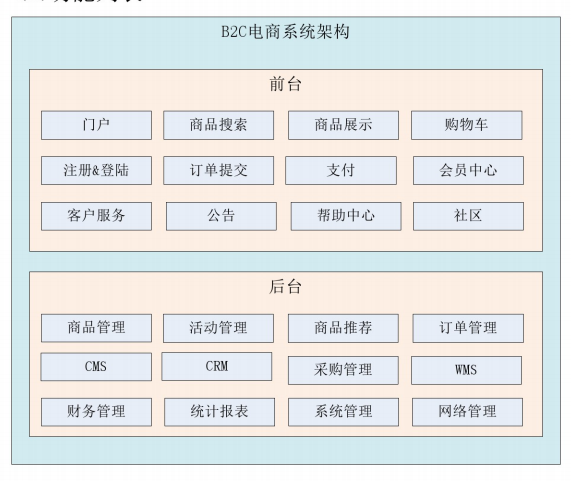 B2C电商系统架构
前台
门户 商品搜索 商品展示 购物车
注册&登陆 订单提交 支付 会员中心
客户服务 公告 帮助中心 社区
后台
商品管理 活动管理 商品推荐 订单管理
CMS CRM 采购管理 WMS
财务管理 统计报表 系统管理 网络管理